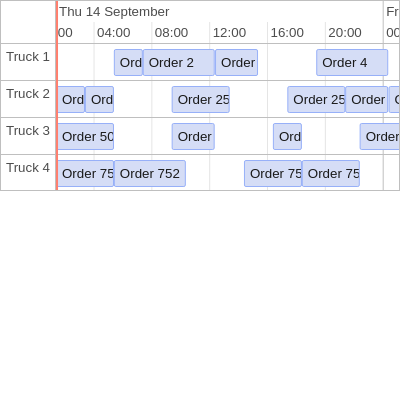 Thu 14 September Fr
00 04:00 08:00 12:00 16:00 20:00 00
Truck 1 Ord Order 2 Order Order 4
Truck 2 Ord Ord Order 25 Order 25 Order
Truck 3 Order 50 Order Ord Order
Truck 4 Order 75 Order 752 Order 75 Order 75